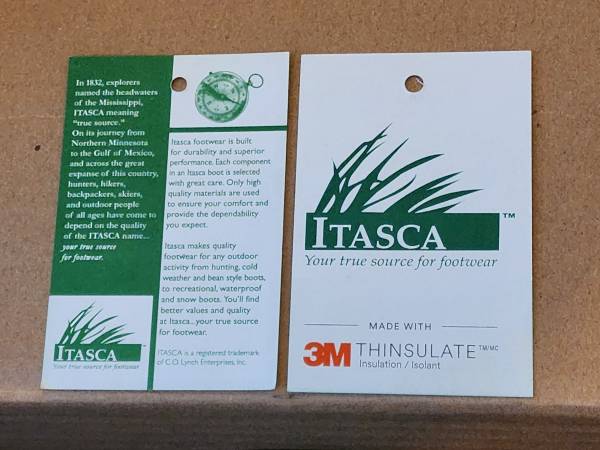 In 1832, explorers
named the headwaters
of the Mississippi,
ITASCA meaning
"true source."
On its journey from
Northern Minnesota
to the Gulf of Mexico,
and across the great
expanse of this country,
hunters, hikers,
backpackers, skiers,
and outdoor people
of all ages have come to
depend on the quality
of the ITASCA name...
your true source
for footwear.
ITASCA
Your true source for footwear
Itasca footwear is built
for durability and superior
performance. Each component
in an Itasca boot is selected
with great care. Only high
quality materials are used
to ensure your comfort and
provide the dependability
you expect.
Itasca makes quality
footwear for any outdoor
activity from hunting, cold
weather and bean style boots,
to recreational, waterproof
and snow boots. You'll find
better values and quality
at Itasca...your true source
for footwear.
ITASCA is a registered trademark
of C.O. Lynch Enterprises, Inc.
ITASCA TM
Your true source for footwear
MADE WITH
3M THINSULATE TM/MC
Insulation / Isolant